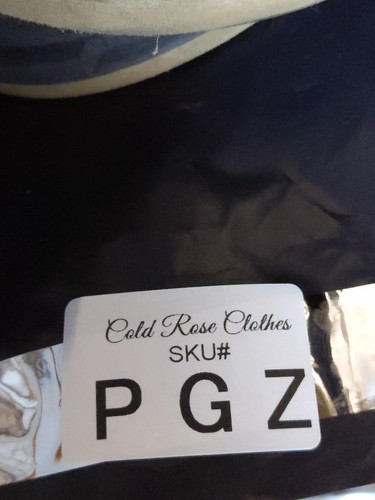 Cold Rose Clothes
SKU#
P G Z